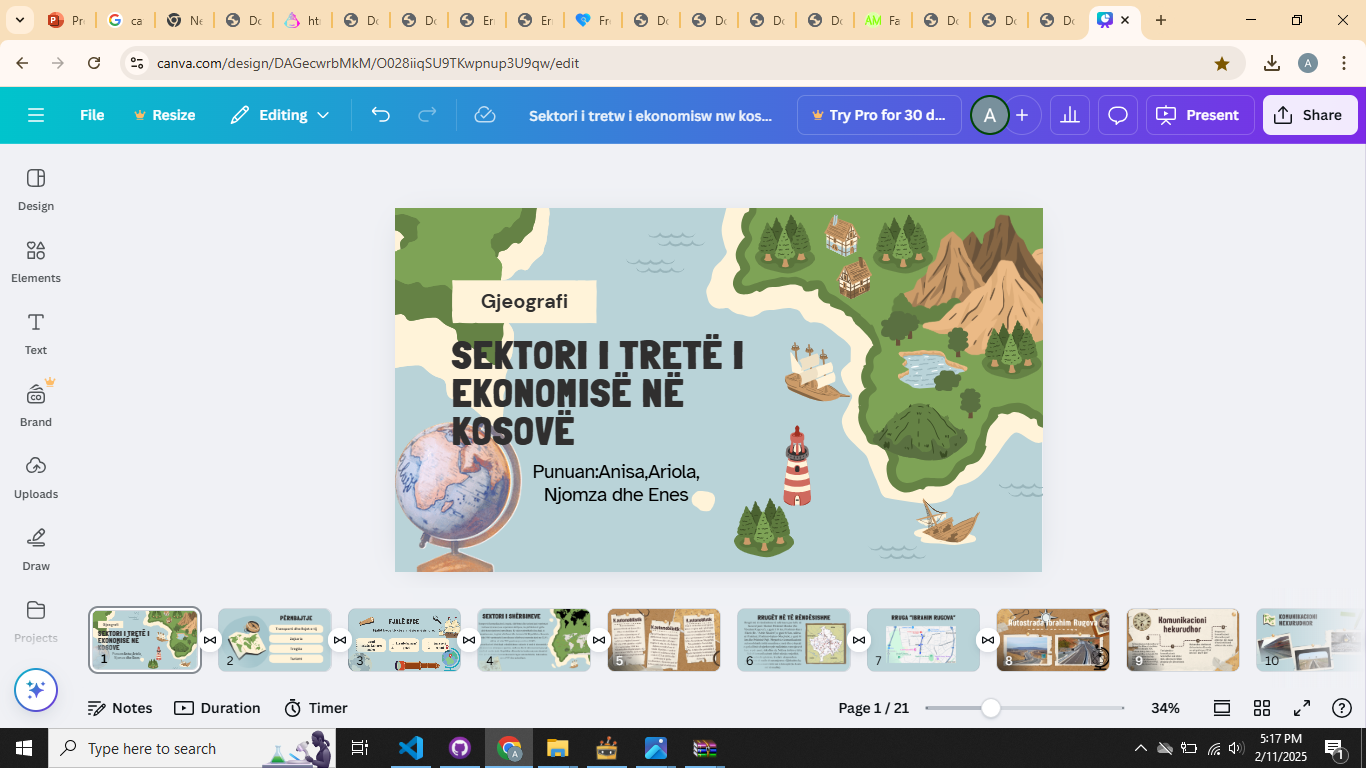 Pr
ca
Ne
Do
htt
Do
Do
Er
Er
Fr
Do
Do
Do
Do
AM Fa
Do
Do
Do
canva.com/design/DAGecwrbMkM/O028iiqSU9TKwpnup3U9qw/edit
A
File
Resize
Editing
Sektori i tretw i ekonomisw nw kos...
Try Pro for 30 d...
A
Present
Share
Design
Elements
Text
Brand
Uploads
Draw
Projects
Gjeografi
SEKTORI I TRETË I
EKONOMISË NË
KOSOVË
Punuan:Anisa,Ariola,
Njomza dhe Enes
1
2
PËRMBAJTJE
3
FJALË KYÇE
4
SEKTORI I SHËRBIMEVE
5
6
RRUGËT MË TË RËNDËSISHME
7
RRUGA "IBRAHIM RUGOVA"
8
Autostrada Ibrahim Rugova
9
Komunikacioni
hekurudhor
10
KOMUNIKACIONI
HEKURUDHOR
Notes
Duration
Timer
Page 1 / 21
34%
Type here to search
5:17 PM
2/11/2025
1